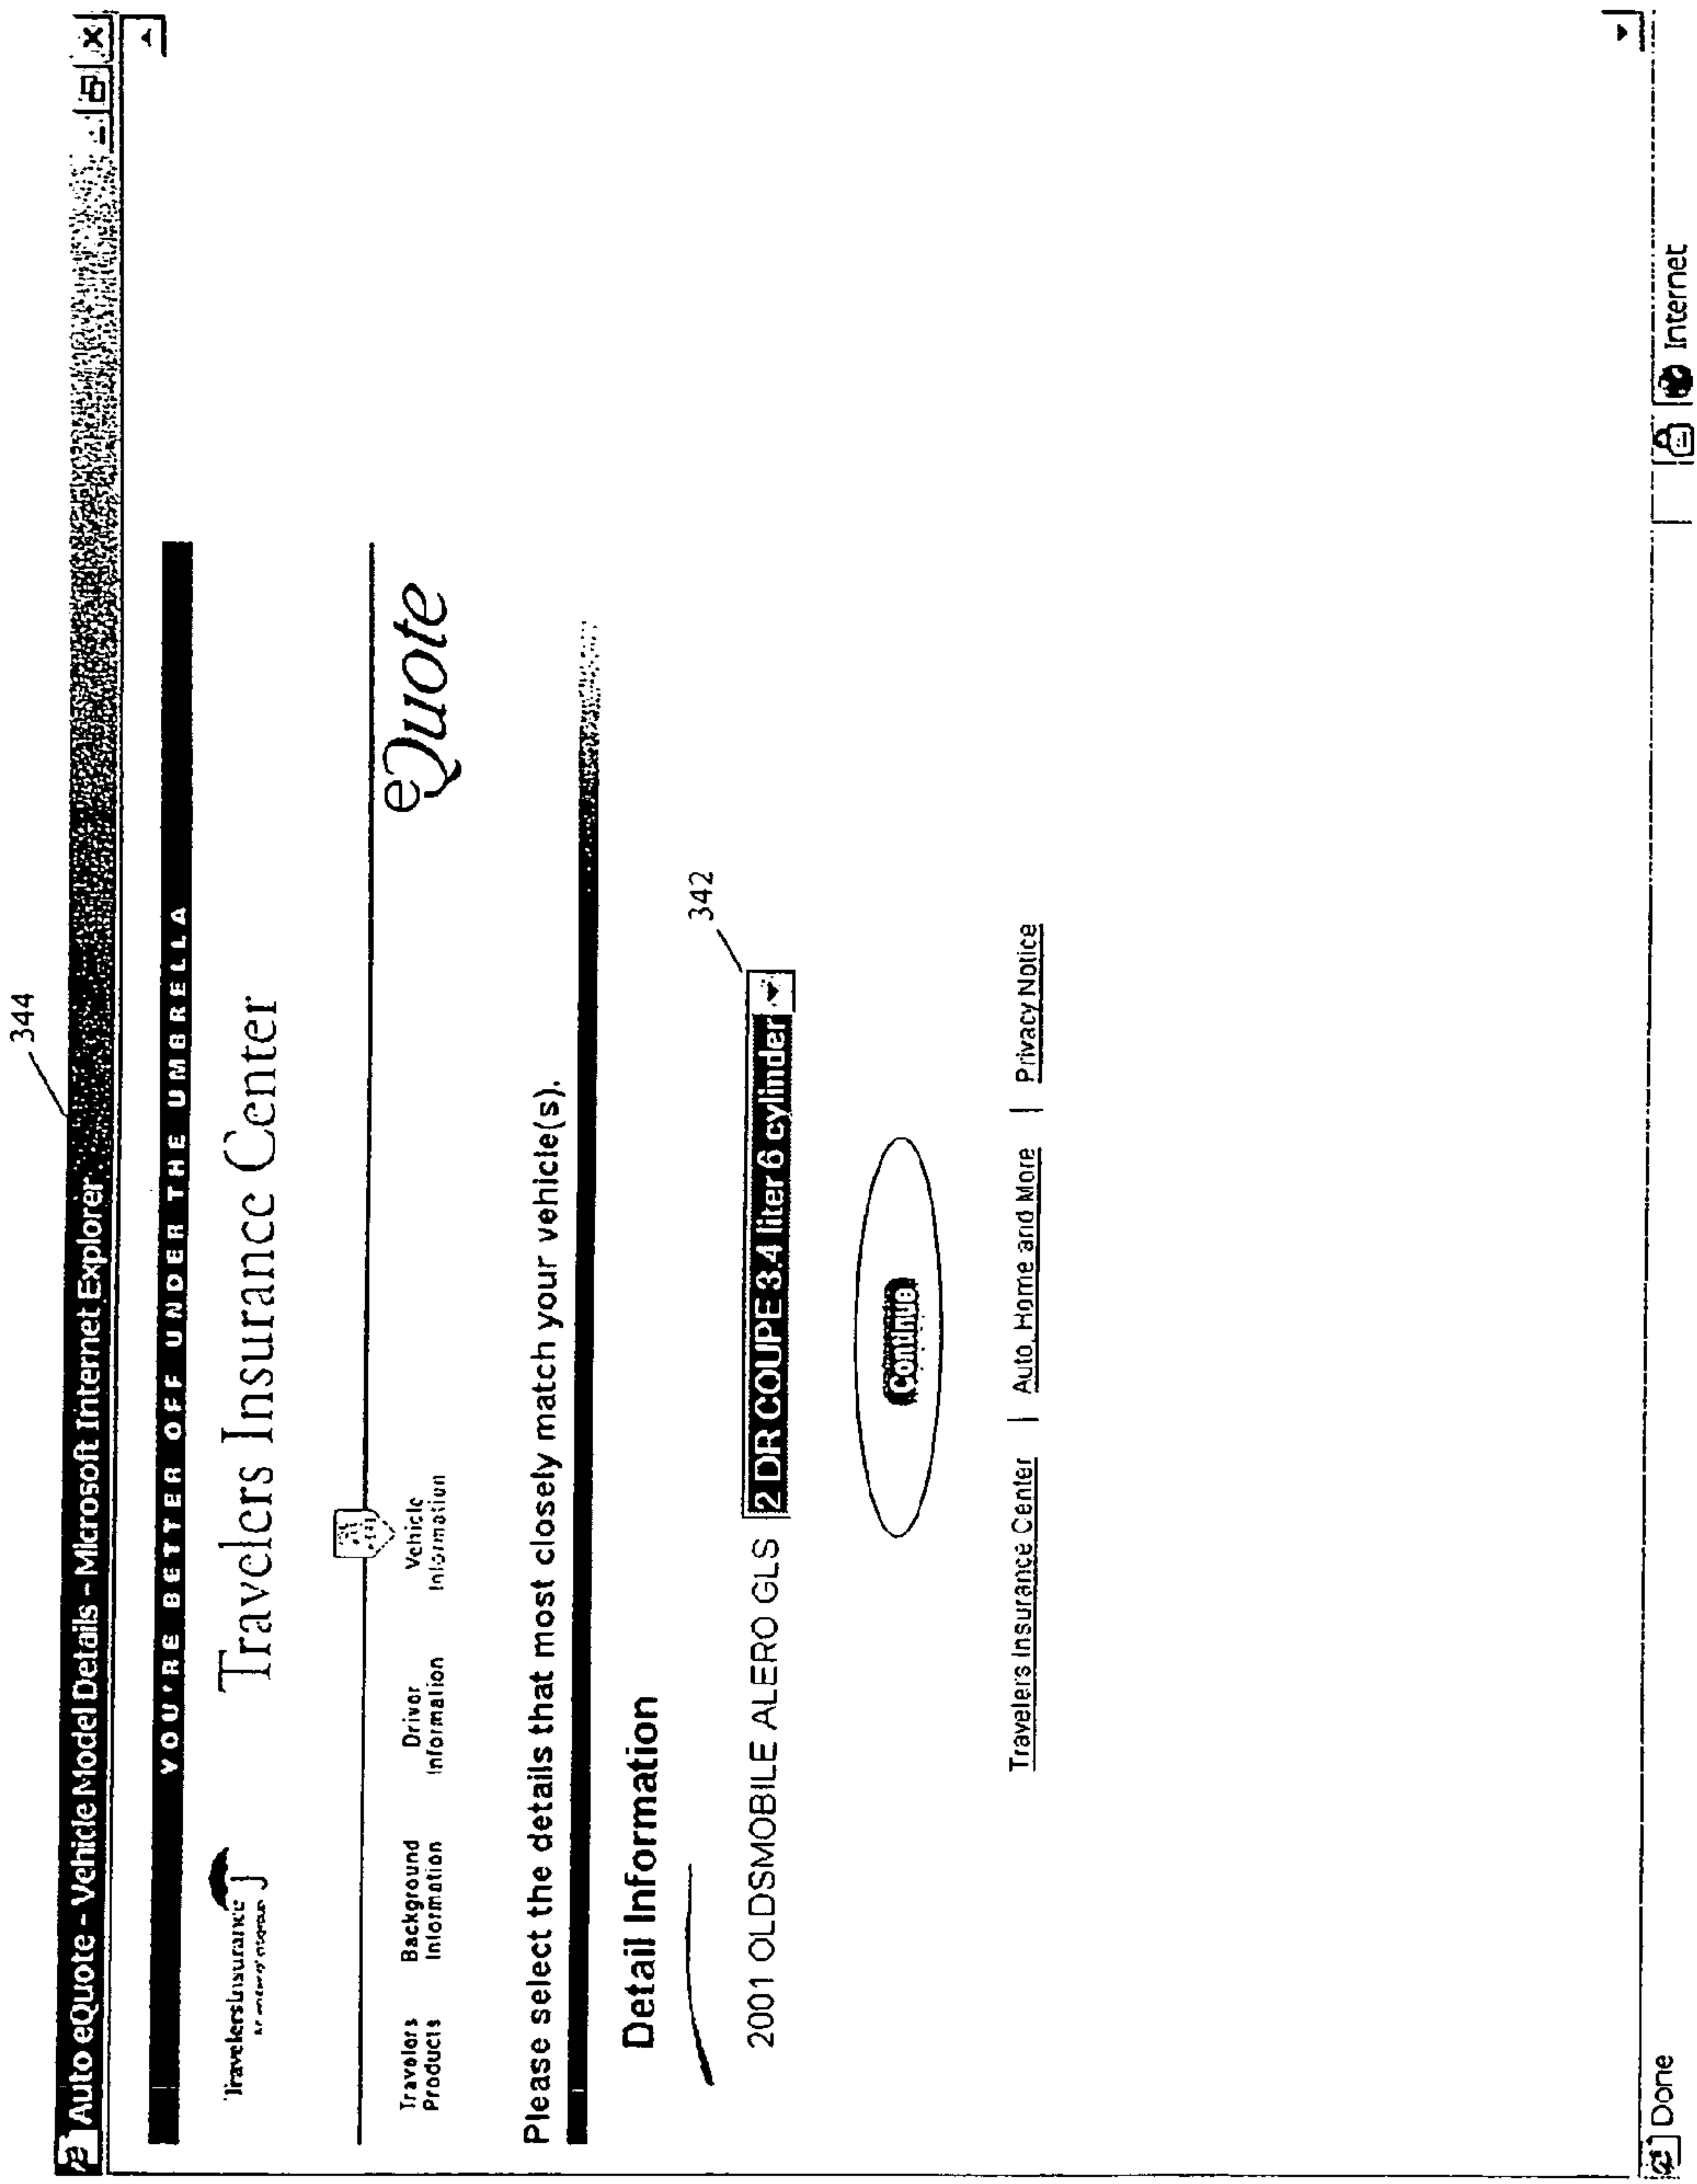 344
Auto eQuote - Vehicle Model Details - Microsoft Internet Explorer
YOU'RE BETTER OFF UNDER THE UMBRELLA
TravelersInsurance
Travelers Insurance Center
Travelers Products
Background Information
Driver Information
Vehicle Information
eQuote
Please select the details that most closely match your vehicle(s).
Detail Information
342
2001 OLDSMOBILE ALERO GLS 2 DR COUPE 3.4 liter 6 cylinder
Continue
Travelers Insurance Center | Auto, Home and More | Privacy Notice
Done
Internet